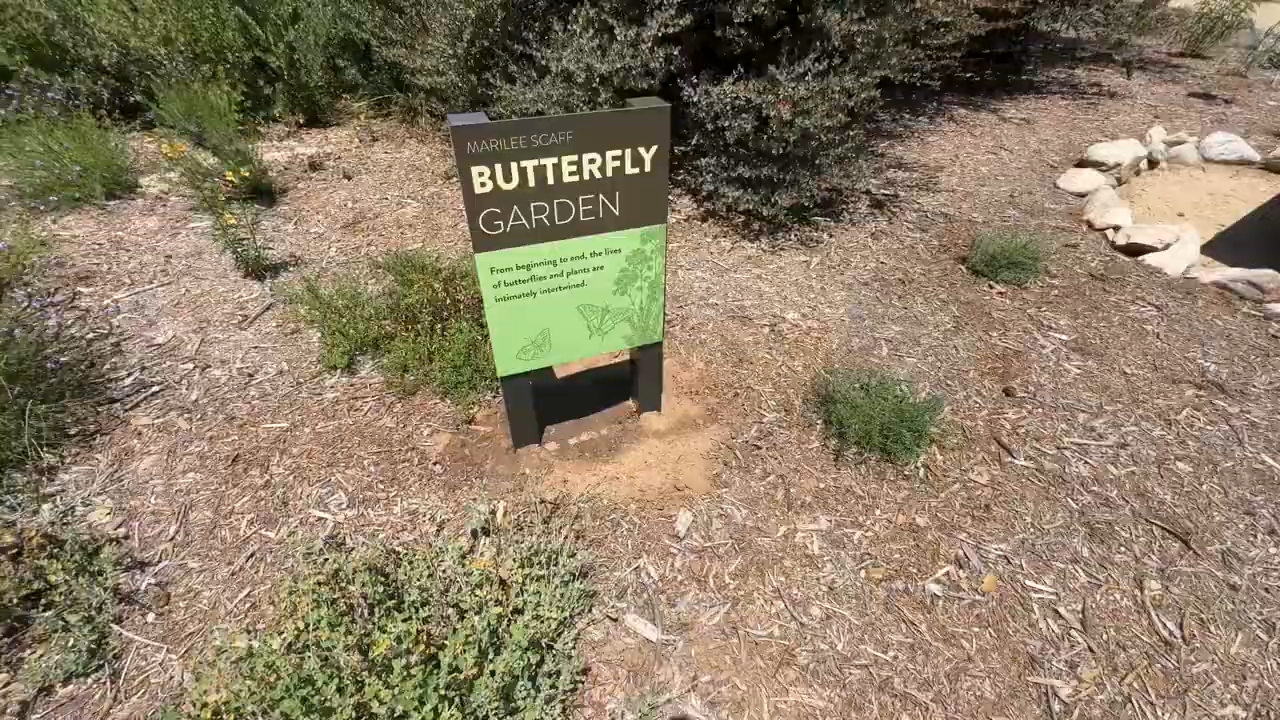 MARILEE SCAFF
BUTTERFLY
GARDEN
From beginning to end, the lives
of butterflies and plants are
intimately intertwined.